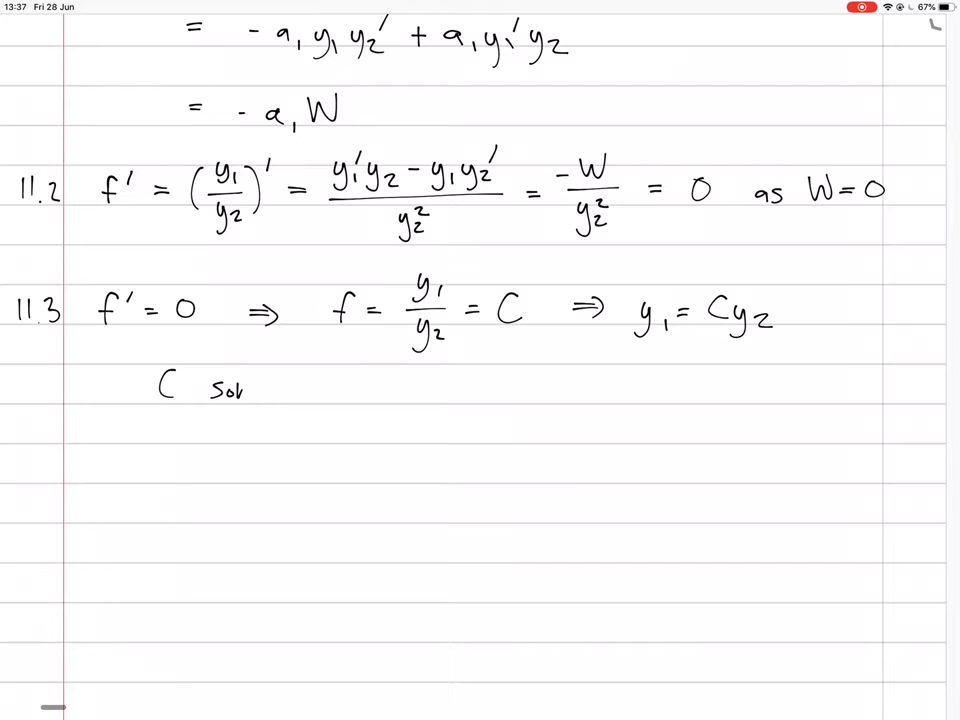 13:37 Fri 28 Jun 67%
= - a₁ y₁ y₂' + a₁ y₁' y₂
= - a₁ W
11.2 f' = (y₁/y₂)' = (y₁'y₂ - y₁y₂')/y₂² = -W/y₂² = 0 as W = 0
11.3 f' = 0 ⇒ f = y₁/y₂ = C ⇒ y₁ = Cy₂
C som